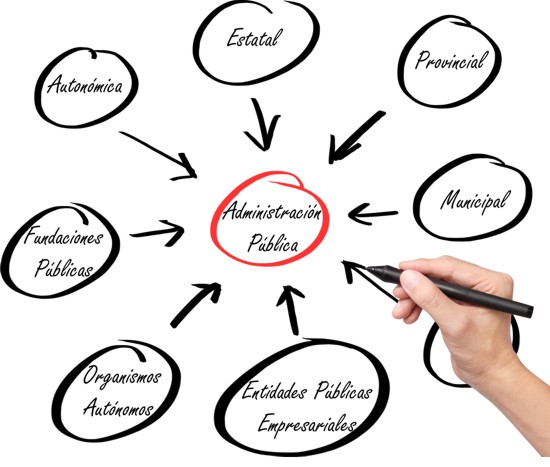 Estatal
Provincial
Autonómica
Municipal
Administración
Pública
Fundaciones
Públicas
Organismos
Autónomos
Entidades Públicas
Empresariales